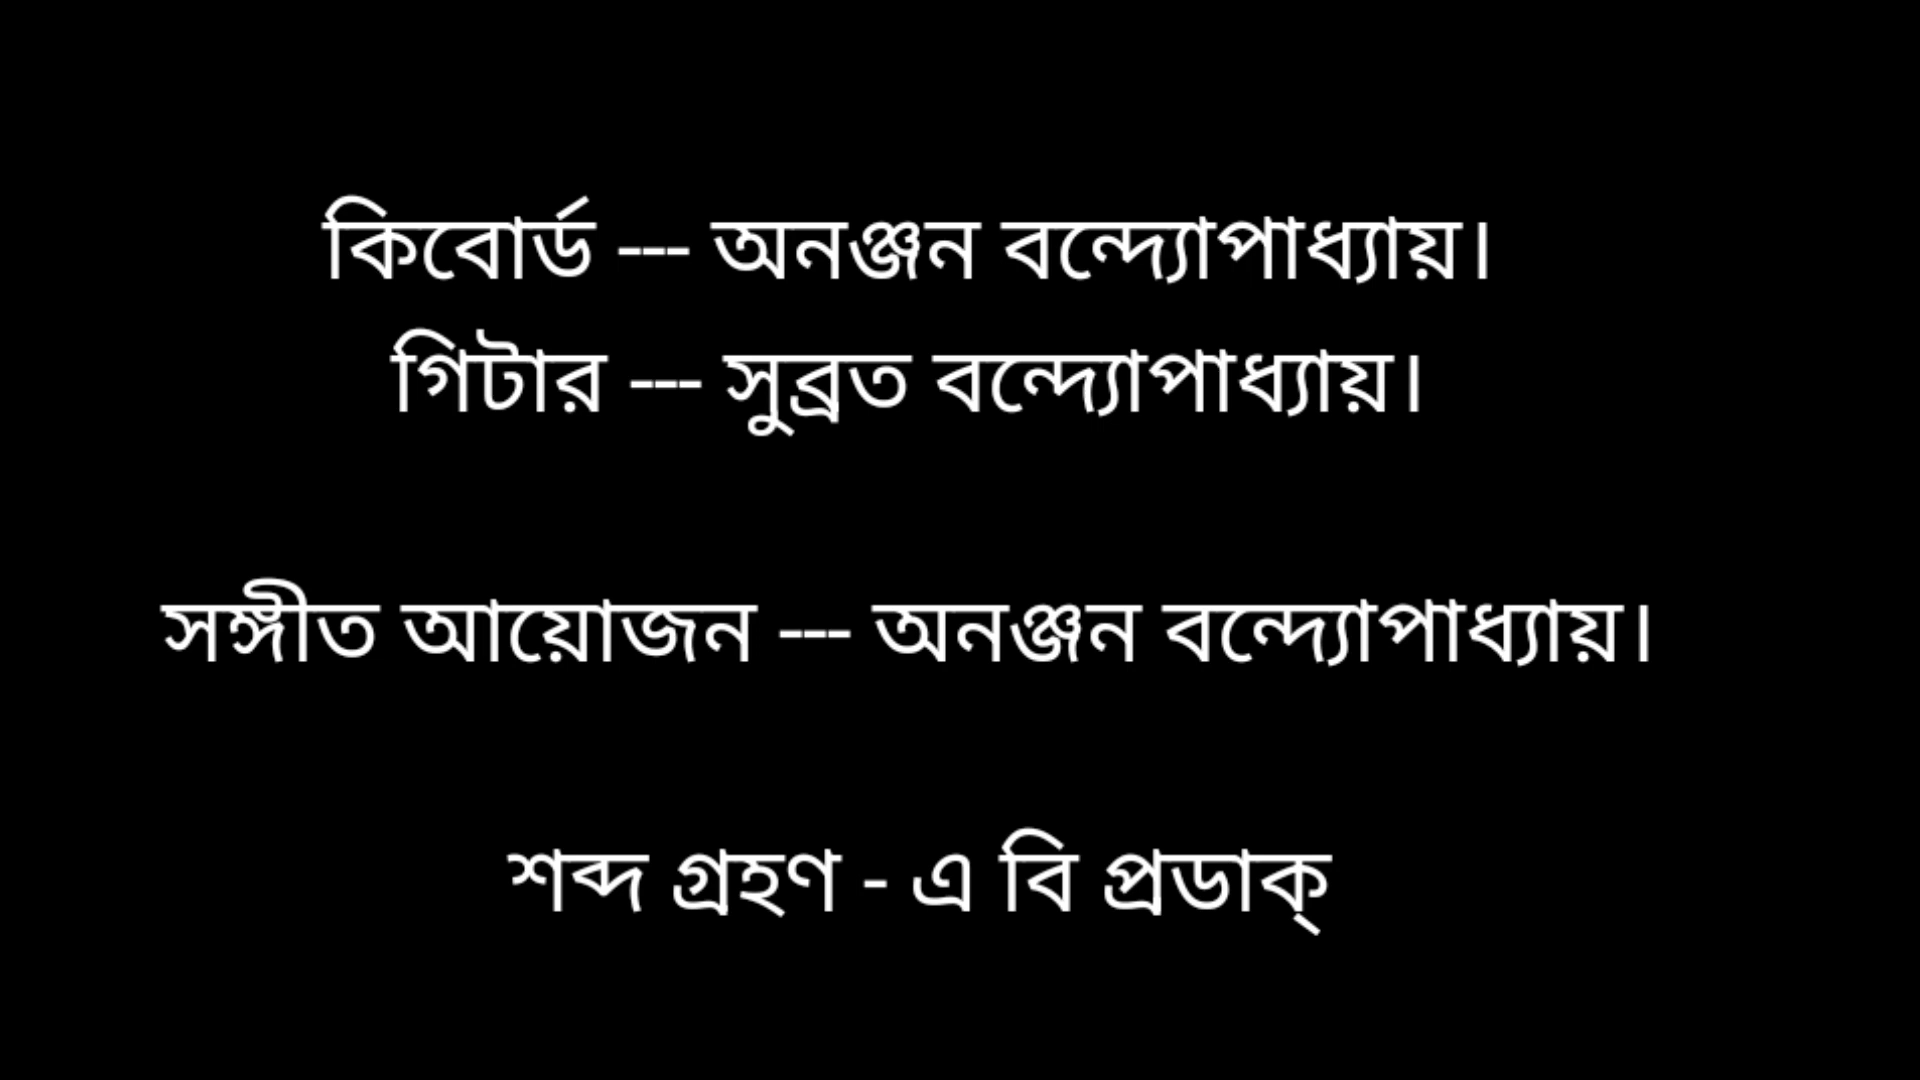 কিবোর্ড --- অনঞ্জন বন্দ্যোপাধ্যায়।
গিটার --- সুব্রত বন্দ্যোপাধ্যায়।
সঙ্গীত আয়োজন --- অনঞ্জন বন্দ্যোপাধ্যায়।
শব্দ গ্রহণ - এ বি প্রডাক্